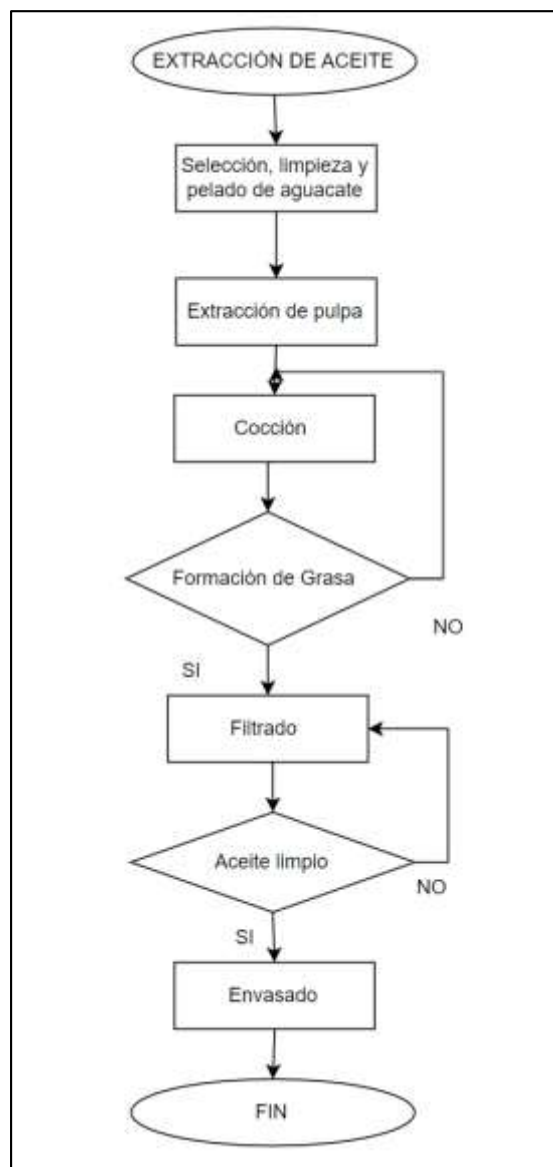 EXTRACCIÓN DE ACEITE
Selección, limpieza y
pelado de aguacate
Extracción de pulpa
Cocción
Formación de Grasa
NO
SI
Filtrado
Aceite limpio
NO
SI
Envasado
FIN